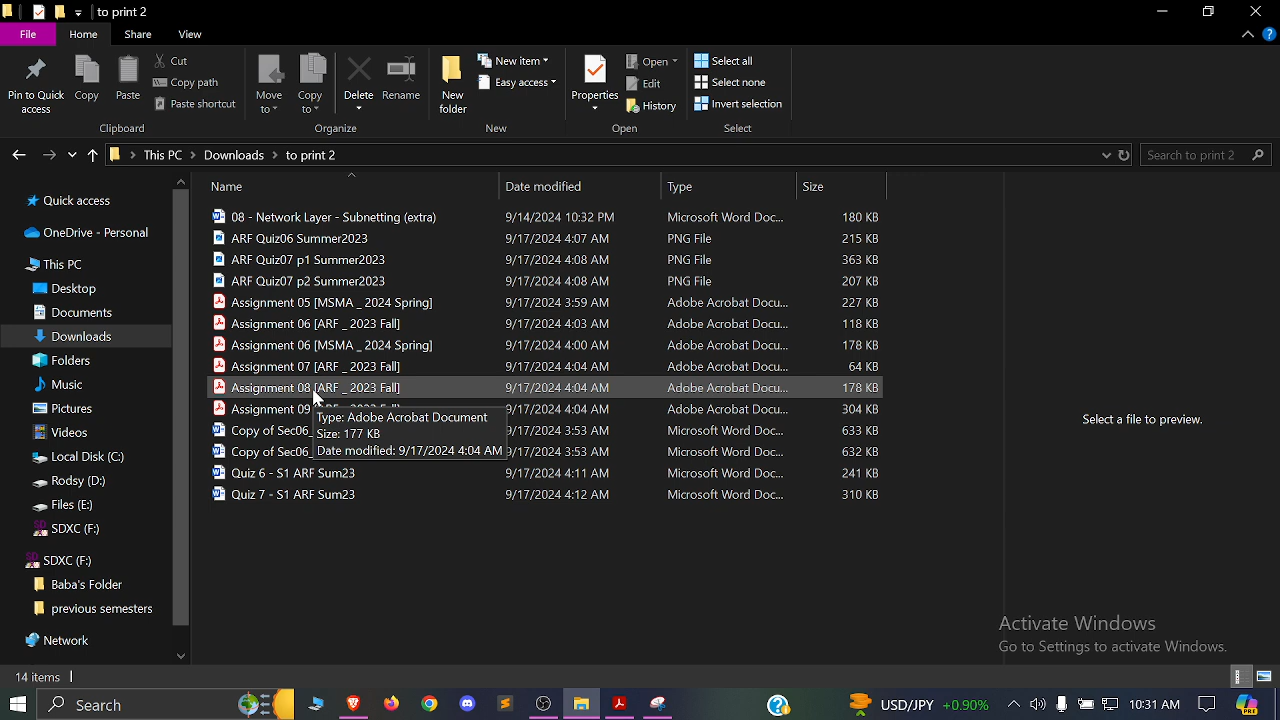 to print 2
File Home Share View
Pin to Quick access
Copy
Paste
Cut
Copy path
Paste shortcut
Clipboard
Move to
Copy to
Delete
Rename
Organize
New folder
New item
Easy access
New
Properties
Open
Edit
History
Open
Select all
Select none
Invert selection
Select
This PC > Downloads > to print 2
Search to print 2
Quick access
OneDrive - Personal
This PC
Desktop
Documents
Downloads
Folders
Music
Pictures
Videos
Local Disk (C:)
Rodsy (D:)
Files (E:)
SDXC (F:)
SDXC (F:)
Baba's Folder
previous semesters
Network
Name Date modified Type Size
08 - Network Layer - Subnetting (extra) 9/14/2024 10:32 PM Microsoft Word Doc... 180 KB
ARF Quiz06 Summer2023 9/17/2024 4:07 AM PNG File 215 KB
ARF Quiz07 p1 Summer2023 9/17/2024 4:08 AM PNG File 363 KB
ARF Quiz07 p2 Summer2023 9/17/2024 4:08 AM PNG File 207 KB
Assignment 05 [MSMA _ 2024 Spring] 9/17/2024 3:59 AM Adobe Acrobat Docu... 227 KB
Assignment 06 [ARF _ 2023 Fall] 9/17/2024 4:03 AM Adobe Acrobat Docu... 118 KB
Assignment 06 [MSMA _ 2024 Spring] 9/17/2024 4:00 AM Adobe Acrobat Docu... 178 KB
Assignment 07 [ARF _ 2023 Fall] 9/17/2024 4:04 AM Adobe Acrobat Docu... 64 KB
Assignment 08 [ARF _ 2023 Fall] 9/17/2024 4:04 AM Adobe Acrobat Docu... 178 KB
Assignment 09 9/17/2024 4:04 AM Adobe Acrobat Docu... 304 KB
Copy of Sec06_ 9/17/2024 3:53 AM Microsoft Word Doc... 633 KB
Copy of Sec06_ 9/17/2024 3:53 AM Microsoft Word Doc... 632 KB
Quiz 6 - S1 ARF Sum23 9/17/2024 4:11 AM Microsoft Word Doc... 241 KB
Quiz 7 - S1 ARF Sum23 9/17/2024 4:12 AM Microsoft Word Doc... 310 KB
Type: Adobe Acrobat Document
Size: 177 KB
Date modified: 9/17/2024 4:04 AM
Select a file to preview.
Activate Windows
Go to Settings to activate Windows.
14 items
Search
USD/JPY +0.90%
10:31 AM